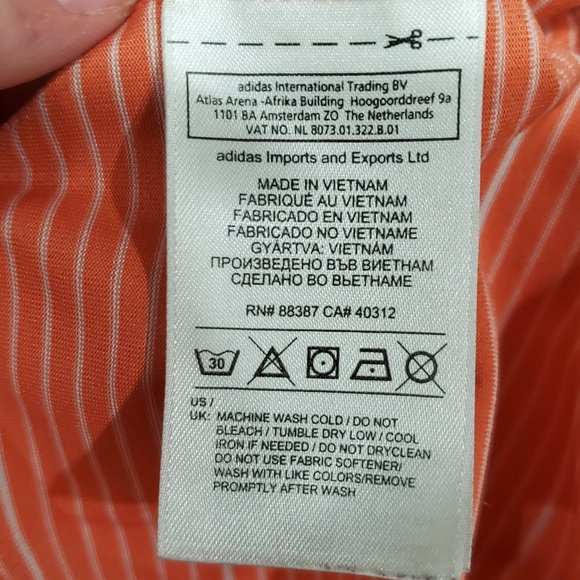 adidas International Trading BV
Atlas Arena -Afrika Building Hoogoorddreef 9a
1101 BA Amsterdam ZO The Netherlands
VAT NO. NL 8073.01.322.B.01
adidas Imports and Exports Ltd
MADE IN VIETNAM
FABRIQUÉ AU VIETNAM
FABRICADO EN VIETNAM
FABRICADO NO VIETNAME
GYÁRTVA: VIETNÁM
ПРОИЗВЕДЕНО ВЪВ ВИЕТНАМ
СДЕЛАНО ВО ВЬЕТНАМЕ
RN# 88387 CA# 40312
30
US /
UK: MACHINE WASH COLD / DO NOT
BLEACH / TUMBLE DRY LOW / COOL
IRON IF NEEDED / DO NOT DRYCLEAN
DO NOT USE FABRIC SOFTENER/
WASH WITH LIKE COLORS/REMOVE
PROMPTLY AFTER WASH